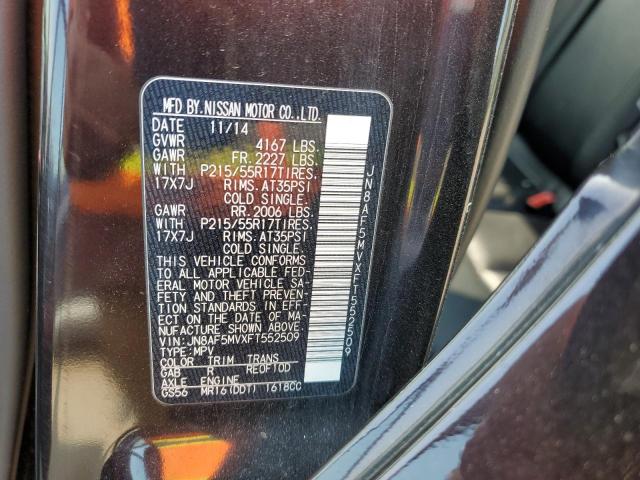 MFD BY. NISSAN MOTOR CO., LTD.
DATE 11/14
GVWR 4167 LBS.
GAWR FR. 2227 LBS.
WITH P215/55R17TIRES.
17X7J RIMS. AT35PSI
COLD SINGLE.
GAWR RR. 2006 LBS.
WITH P215/55R17TIRES.
17X7J RIMS. AT35PSI
COLD SINGLE.
THIS VEHICLE CONFORMS
TO ALL APPLICABLE FED-
ERAL MOTOR VEHICLE SA-
FETY AND THEFT PREVEN-
TION STANDARDS IN EFF-
ECT ON THE DATE OF MA-
NUFACTURE SHOWN ABOVE.
VIN: JN8AF5MVXFT552509
TYPE: MPV
COLOR TRIM TRANS
GAB R RE0F10D
AXLE ENGINE
GS56 MR16(DDT) 1618CC
JN8AF5MVXFT552509